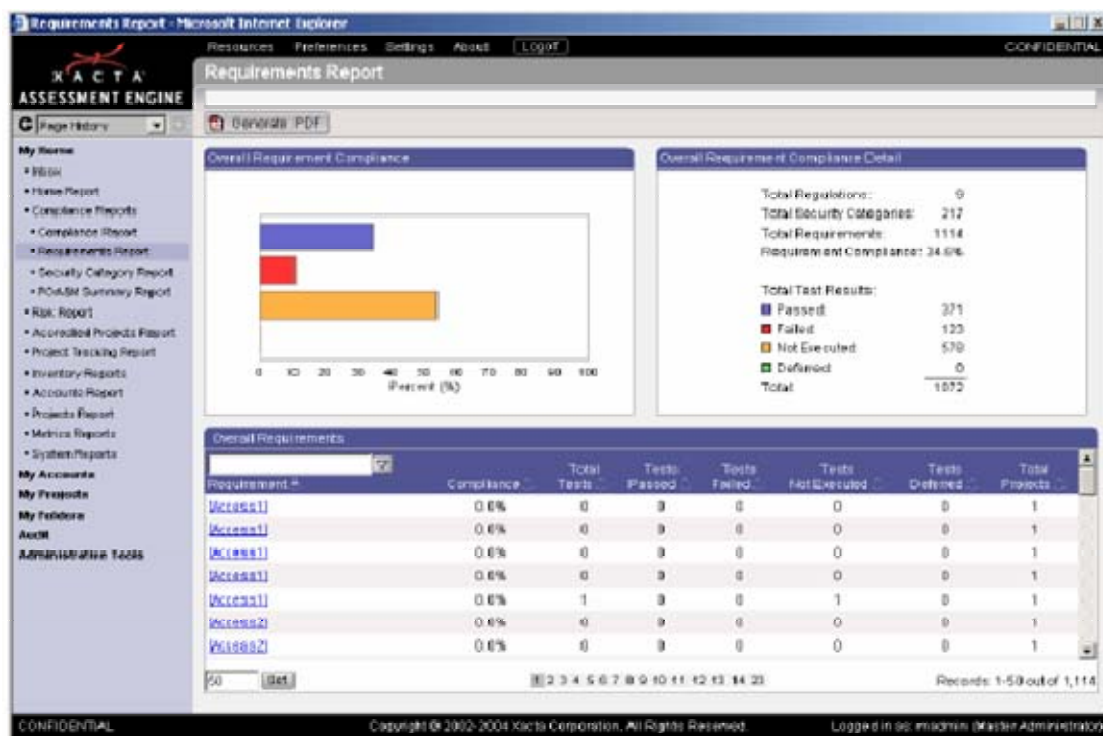 Requirements Report - Microsoft Internet Explorer
Resources Preferences Settings About Logoff CONFIDENTIAL
XACTA
ASSESSMENT ENGINE
Requirements Report
Page History
Generate PDF
My Home
Inbox
Home Report
Compliance Reports
Compliance Report
Requirements Report
Security Category Report
POA&M Summary Report
Risk Report
Accredited Projects Report
Project Tracking Report
Inventory Reports
Accounts Report
Projects Report
Metrics Reports
System Reports
My Accounts
My Projects
My Folders
Audit
Administration Tools
Overall Requirement Compliance
0 10 20 30 40 50 60 70 80 90 100
Percent (%)
Overall Requirement Compliance Detail
Total Regulations: 9
Total Security Categories: 217
Total Requirements: 1114
Requirement Compliance: 34.6%
Total Test Results:
Passed: 371
Failed: 123
Not Executed: 578
Deferred: 0
Total: 1072
Overall Requirements
Requirement Compliance Total Tests Tests Passed Tests Failed Tests Not Executed Tests Deferred Total Projects
[Access1] 0.0% 0 0 0 0 0 1
[Access1] 0.0% 0 0 0 0 0 1
[Access1] 0.0% 0 0 0 0 0 1
[Access1] 0.0% 0 0 0 0 0 1
[Access1] 0.0% 1 0 0 1 0 1
[Access2] 0.0% 0 0 0 0 0 1
[Access2] 0.0% 0 0 0 0 0 1
50 Set 1 2 3 4 5 6 7 8 9 10 11 12 13 14 23 Records: 1-50 out of 1,114
CONFIDENTIAL Copyright © 2002-2004 Xacta Corporation. All Rights Reserved. Logged in as: (Master Administrator)